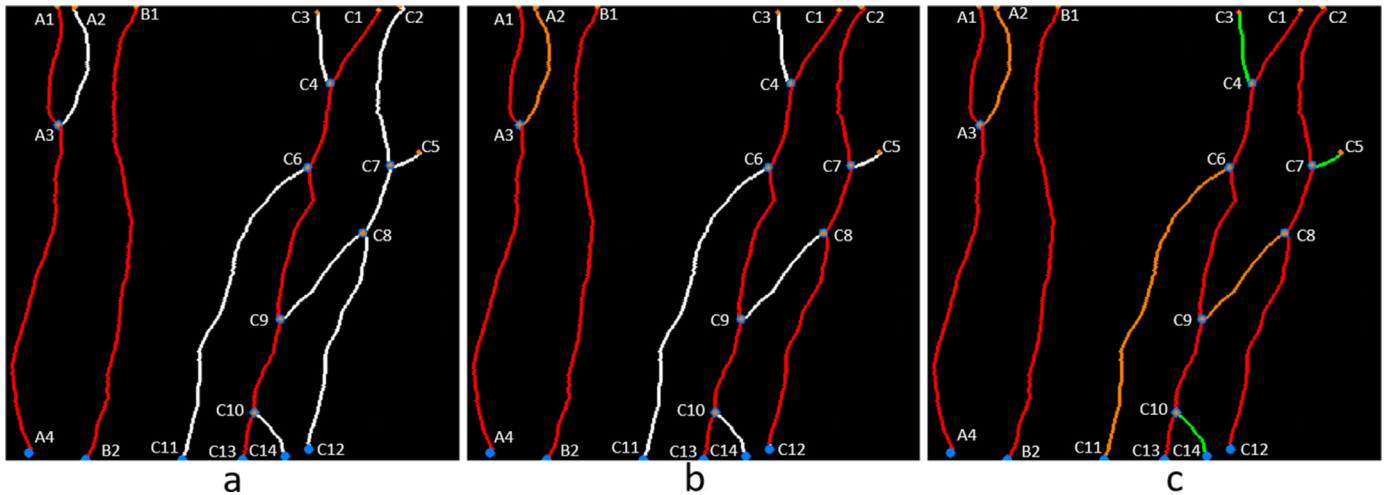 A1 A2 B1 C3 C1 C2
C4
A3
C6 C7 C5
C8
C9
C10
A4 B2 C11 C13 C14 C12
a
A1 A2 B1 C3 C1 C2
C4
A3
C6 C7 C5
C8
C9
C10
A4 B2 C11 C13 C14 C12
b
A1 A2 B1 C3 C1 C2
C4
A3
C6 C7 C5
C8
C9
C10
A4 B2 C11 C13 C14 C12
c